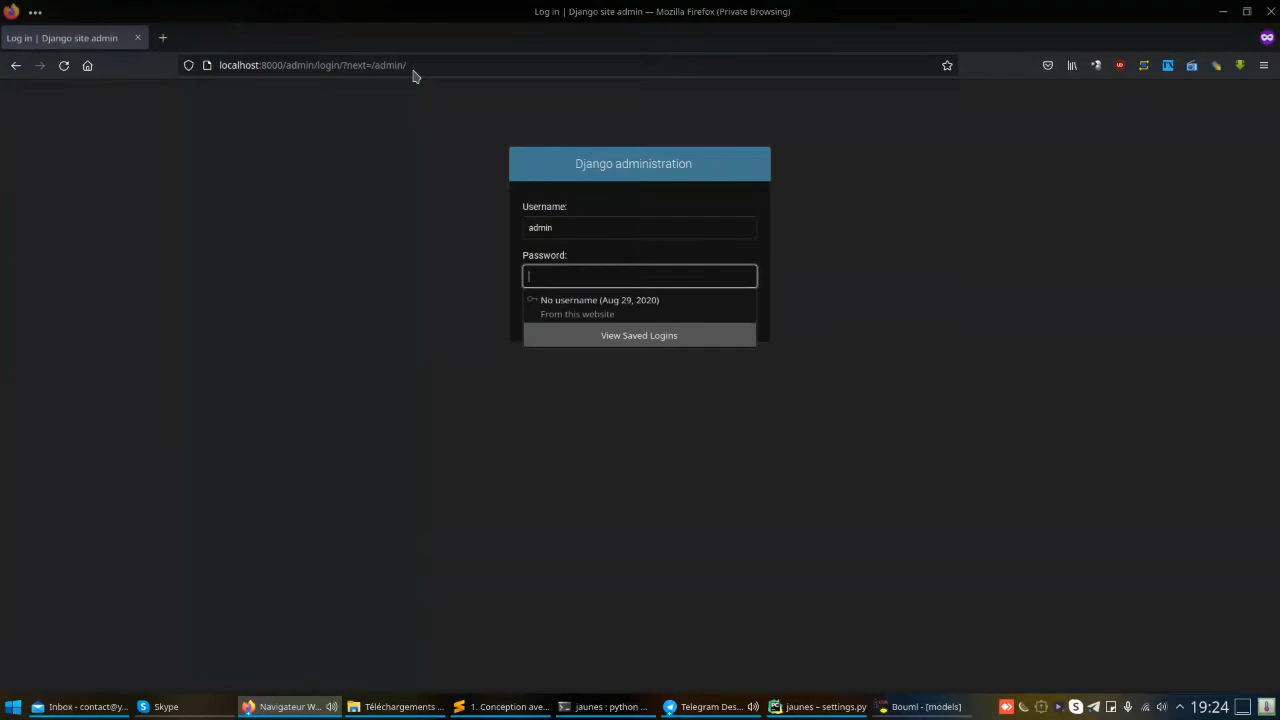 Log in | Django site admin — Mozilla Firefox (Private Browsing)
Log in | Django site admin
localhost:8000/admin/login/?next=/admin/
Django administration
Username:
admin
Password:
No username (Aug 29, 2020)
From this website
View Saved Logins
Inbox - contact@y...
Skype
Navigateur W...
Téléchargements ...
1. Conception ave...
jaunes : python ...
Telegram Des...
jaunes – settings.py
Bouml - [models]
19:24